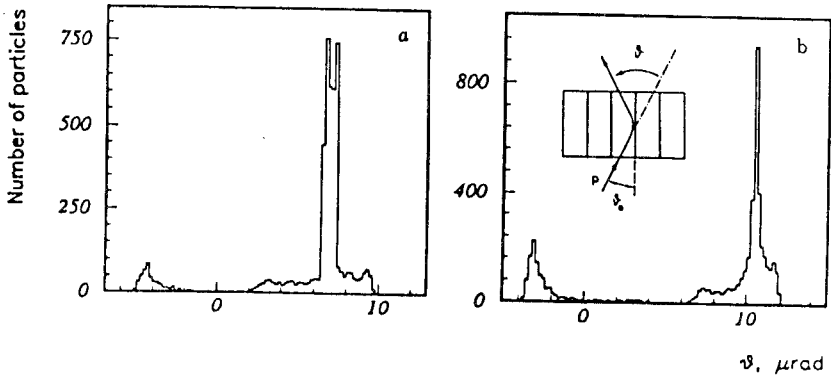 Number of particles
750
500
250
0
0
10
a
800
400
0
0
10
b
ϑ
p
ϑ₀
ϑ, μrad